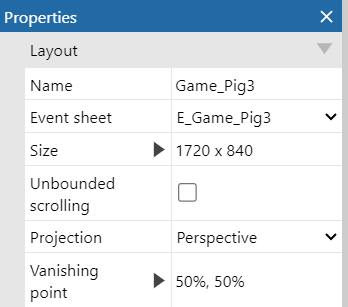 Properties
Layout
Name Game_Pig3
Event sheet E_Game_Pig3
Size 1720 x 840
Unbounded
scrolling
Projection Perspective
Vanishing
point 50%, 50%